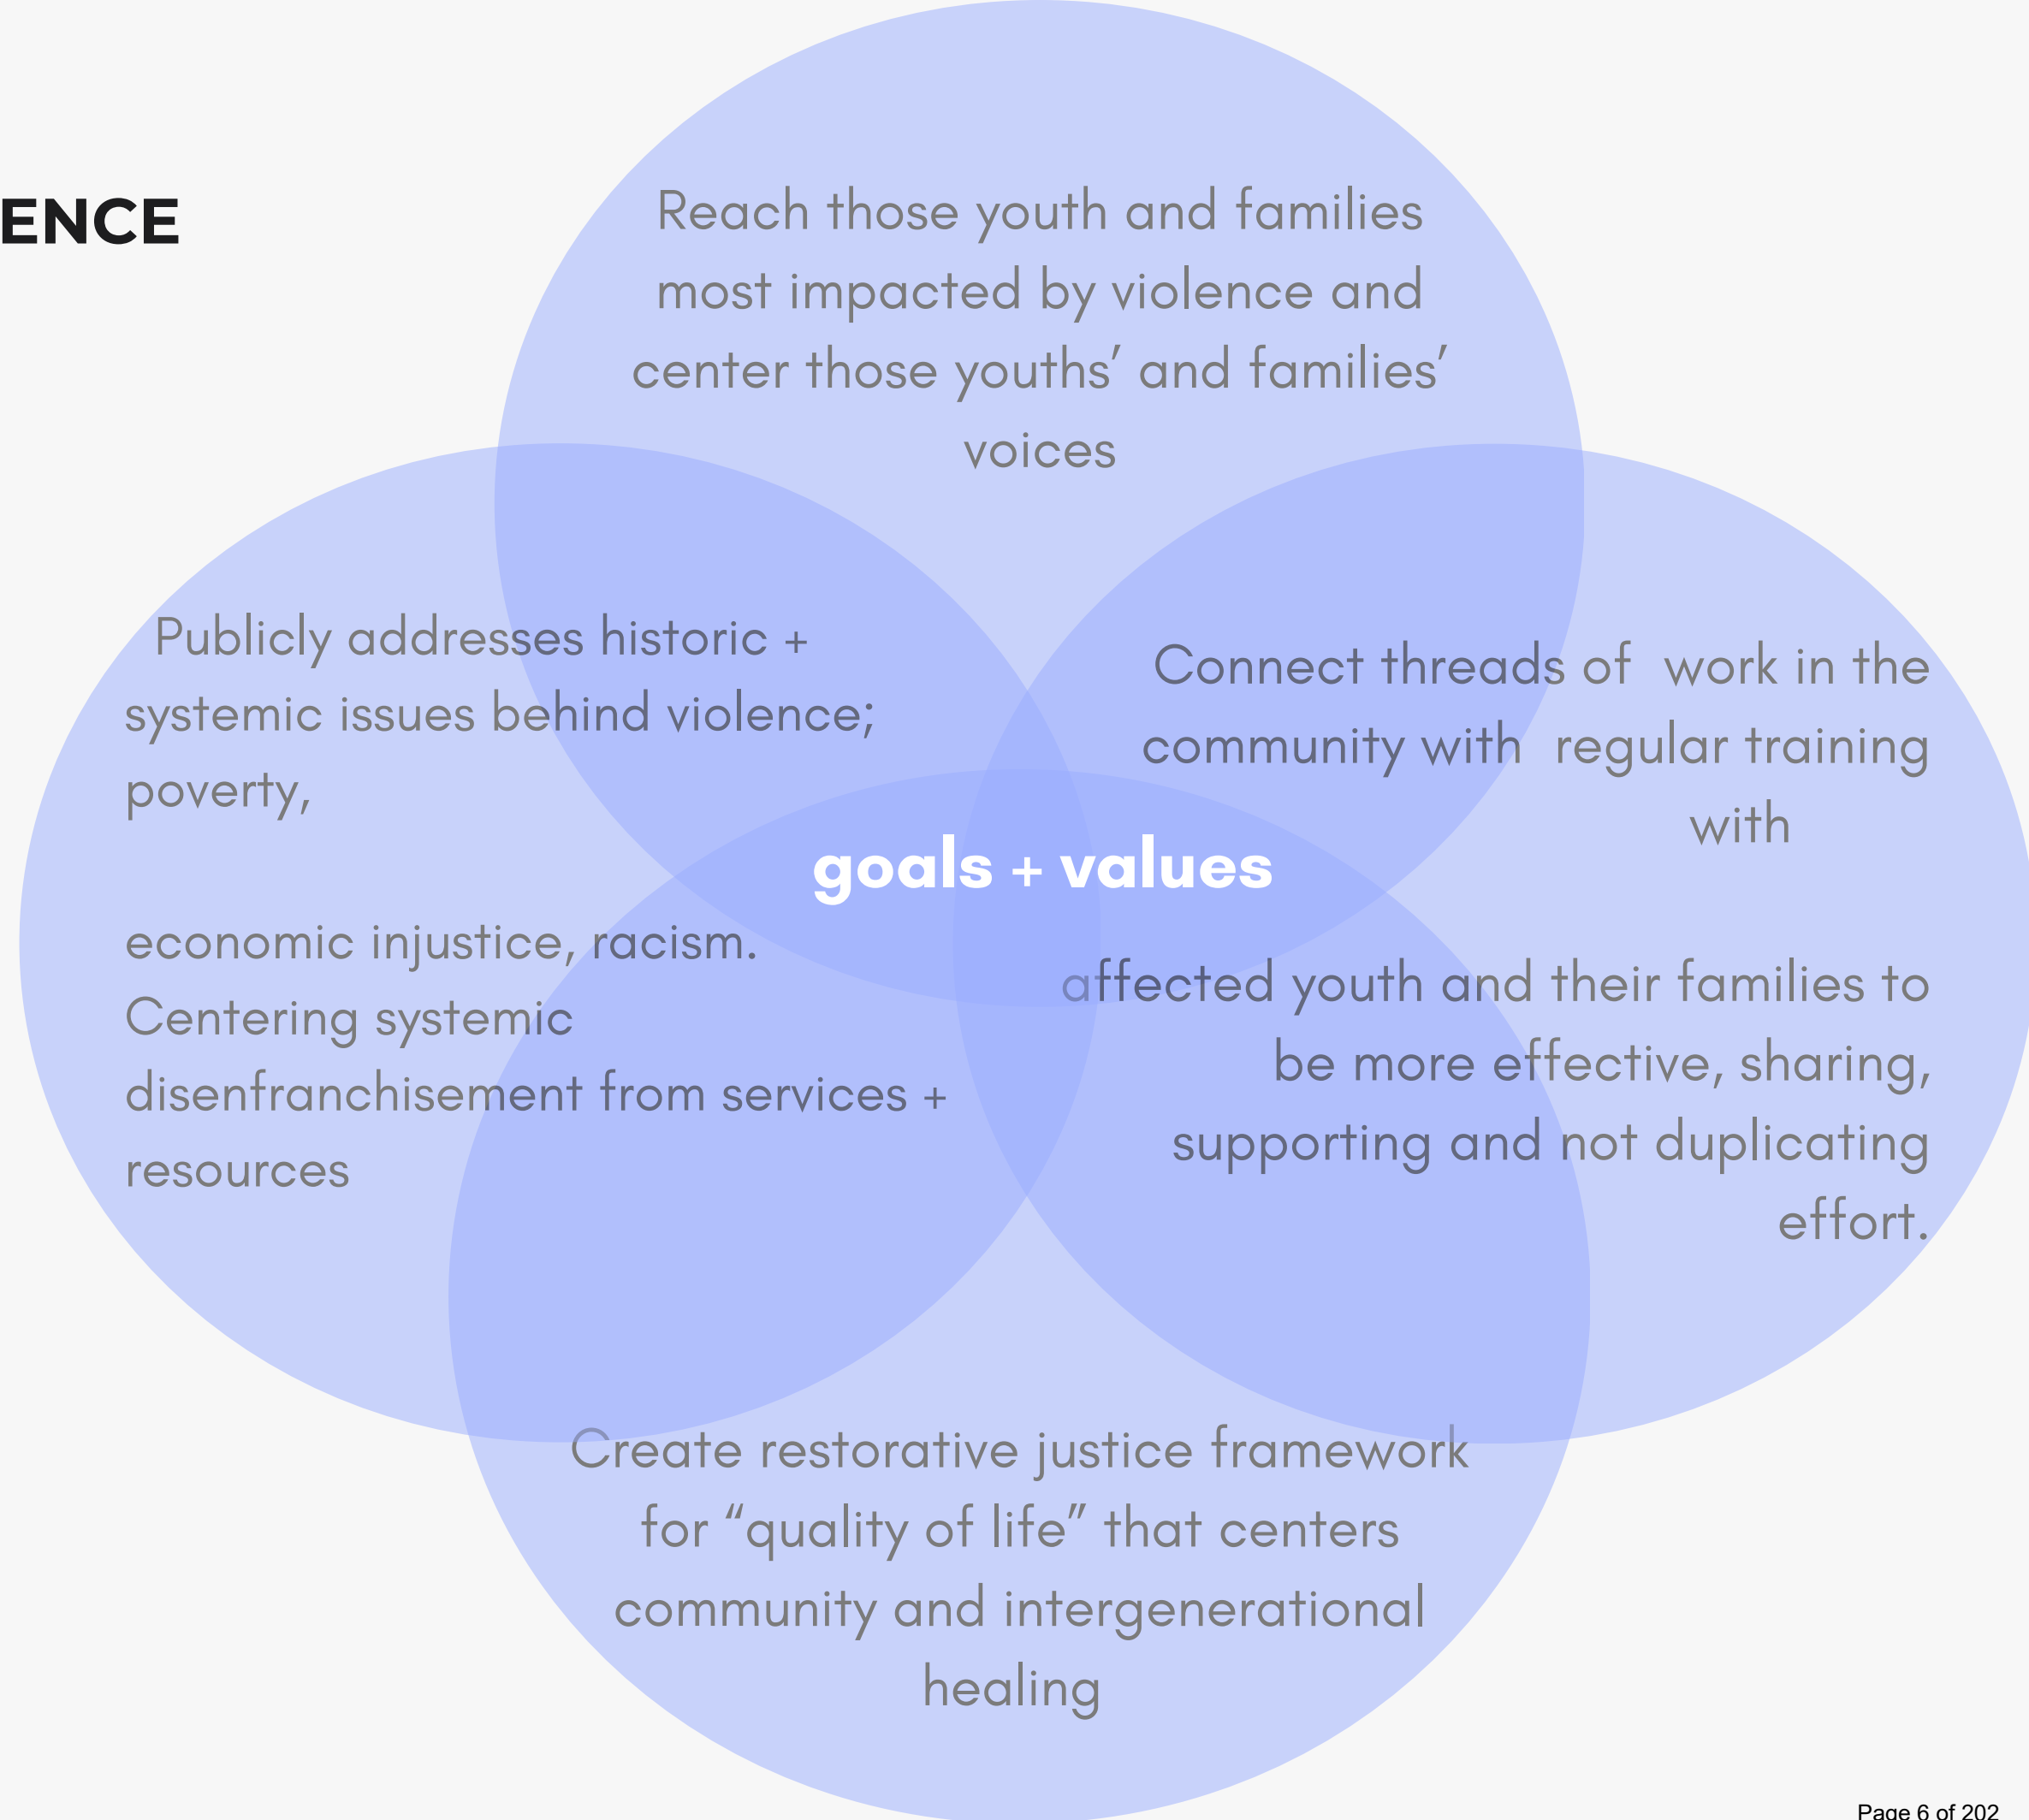 ENCE
Reach those youth and families
most impacted by violence and
center those youths’ and families’
voices
Publicly addresses historic +
systemic issues behind violence;
poverty,
economic injustice, racism.
Centering systemic
disenfranchisement from services +
resources
Connect threads of work in the
community with regular training
with
affected youth and their families to
be more effective, sharing,
supporting and not duplicating
effort.
goals + values
Create restorative justice framework
for “quality of life” that centers
community and intergenerational
healing
Page 6 of 202